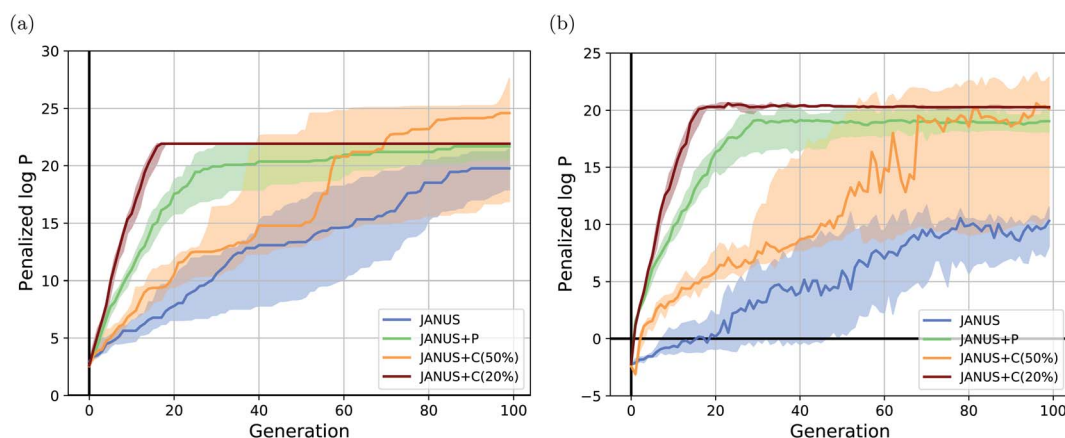 (a)
Penalized log P
30
25
20
15
10
5
0
0
20
40
60
80
100
Generation
JANUS
JANUS+P
JANUS+C(50%)
JANUS+C(20%)
(b)
Penalized log P
25
20
15
10
5
0
−5
0
20
40
60
80
100
Generation
JANUS
JANUS+P
JANUS+C(50%)
JANUS+C(20%)